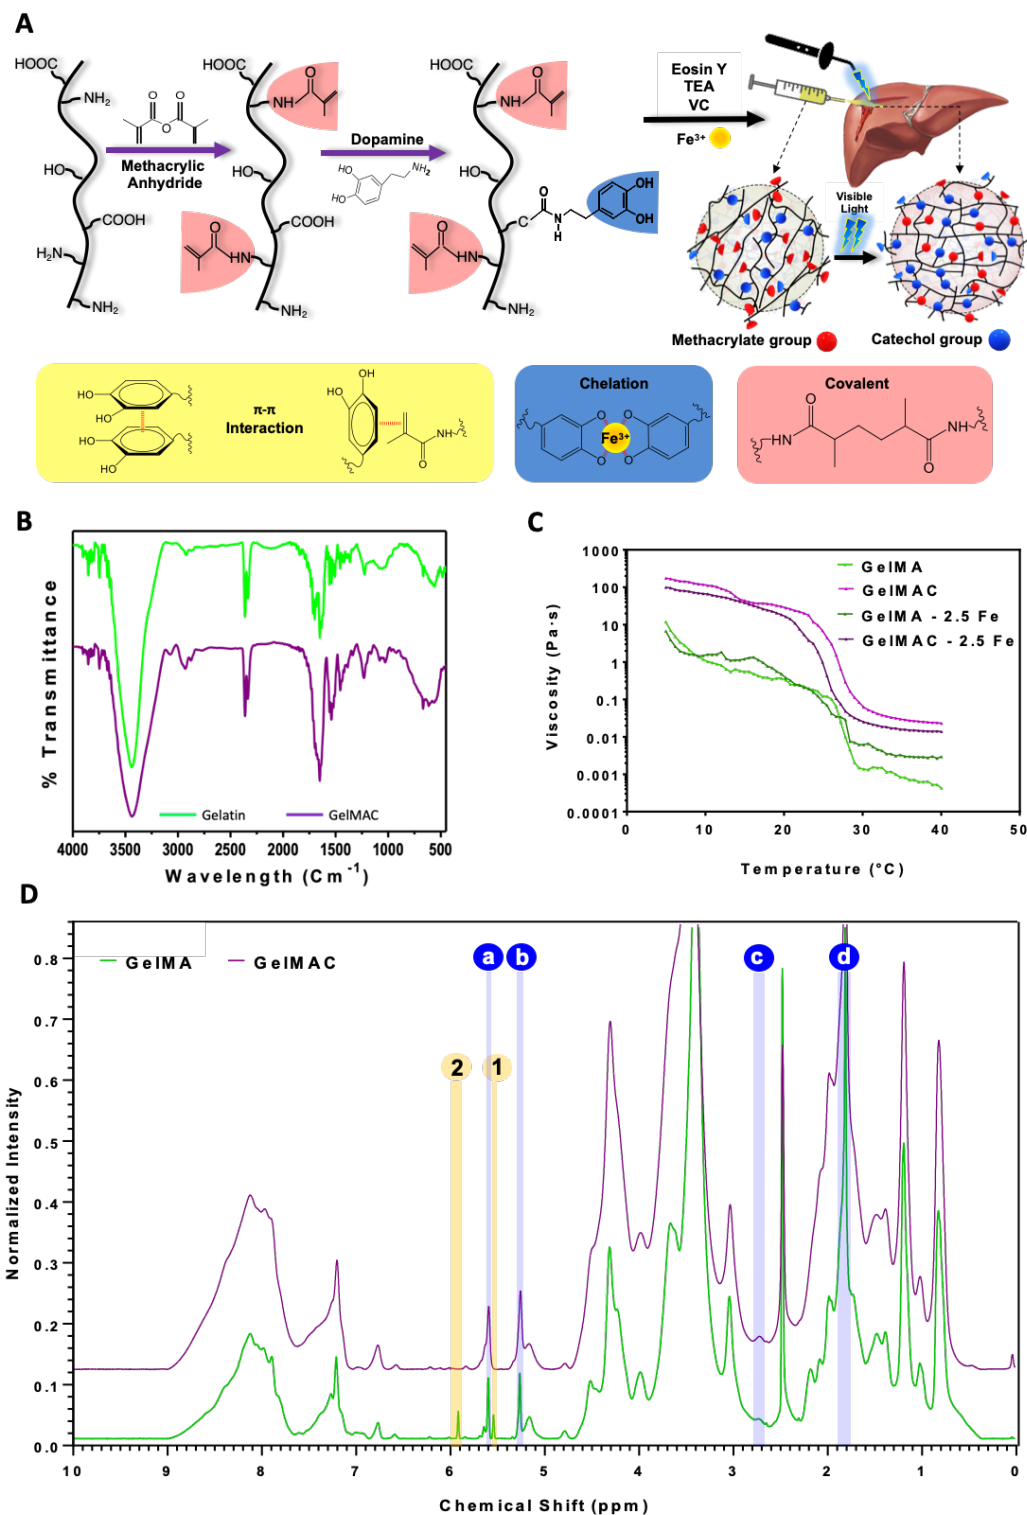 A
HOOC
NH₂
HO
COOH
H₂N
NH₂
O O
O
Methacrylic
Anhydride
HOOC
O
NH
HO
COOH
O
HN
NH₂
Dopamine
NH₂
HO
HO
HOOC
O
NH
HO
O
N
H
OH
OH
O
HN
NH₂
Eosin Y
TEA
VC
Fe³⁺
Visible
Light
Methacrylate group
Catechol group
HO
HO
HO
HO
π-π
Interaction
OH
HO
NH
O
Chelation
O O
Fe³⁺
O O
Covalent
O
NH
NH
O
B
% Transmittance
Gelatin
GelMAC
4000 3500 3000 2500 2000 1500 1000 500
Wavelength (Cm⁻¹)
C
Viscosity (Pa·s)
1000
100
10
1
0.1
0.01
0.001
0.0001
GelMA
GelMAC
GelMA - 2.5 Fe
GelMAC - 2.5 Fe
0 10 20 30 40 50
Temperature (°C)
D
GelMA
GelMAC
a
b
c
d
2
1
Normalized Intensity
0.8
0.7
0.6
0.5
0.4
0.3
0.2
0.1
0.0
10 9 8 7 6 5 4 3 2 1 0
Chemical Shift (ppm)